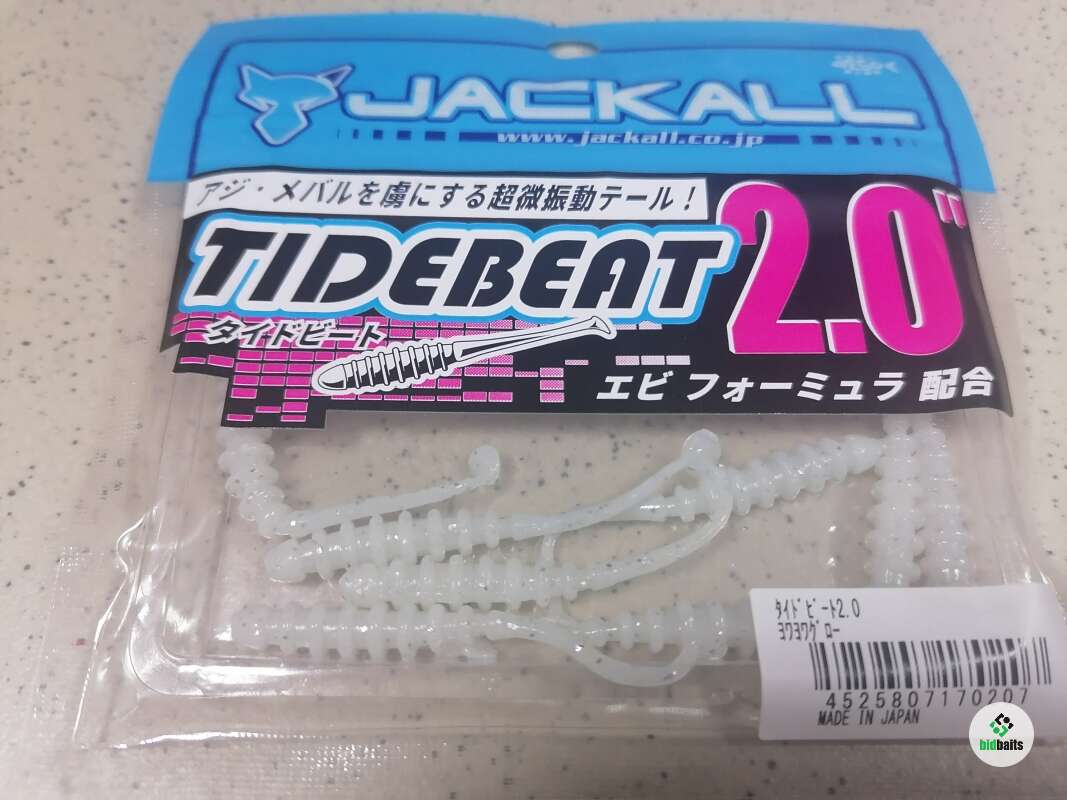 JACKALL
www.jackall.co.jp
アジ・メバルを虜にする超微振動テール！
TIDEBEAT 2.0"
タイドビート
エビ フォーミュラ 配合
ﾀｲﾄﾞﾋﾞｰﾄ2.0
ﾖﾜﾖﾜｸﾞﾛｰ
4525807170207
MADE IN JAPAN
bidbaits